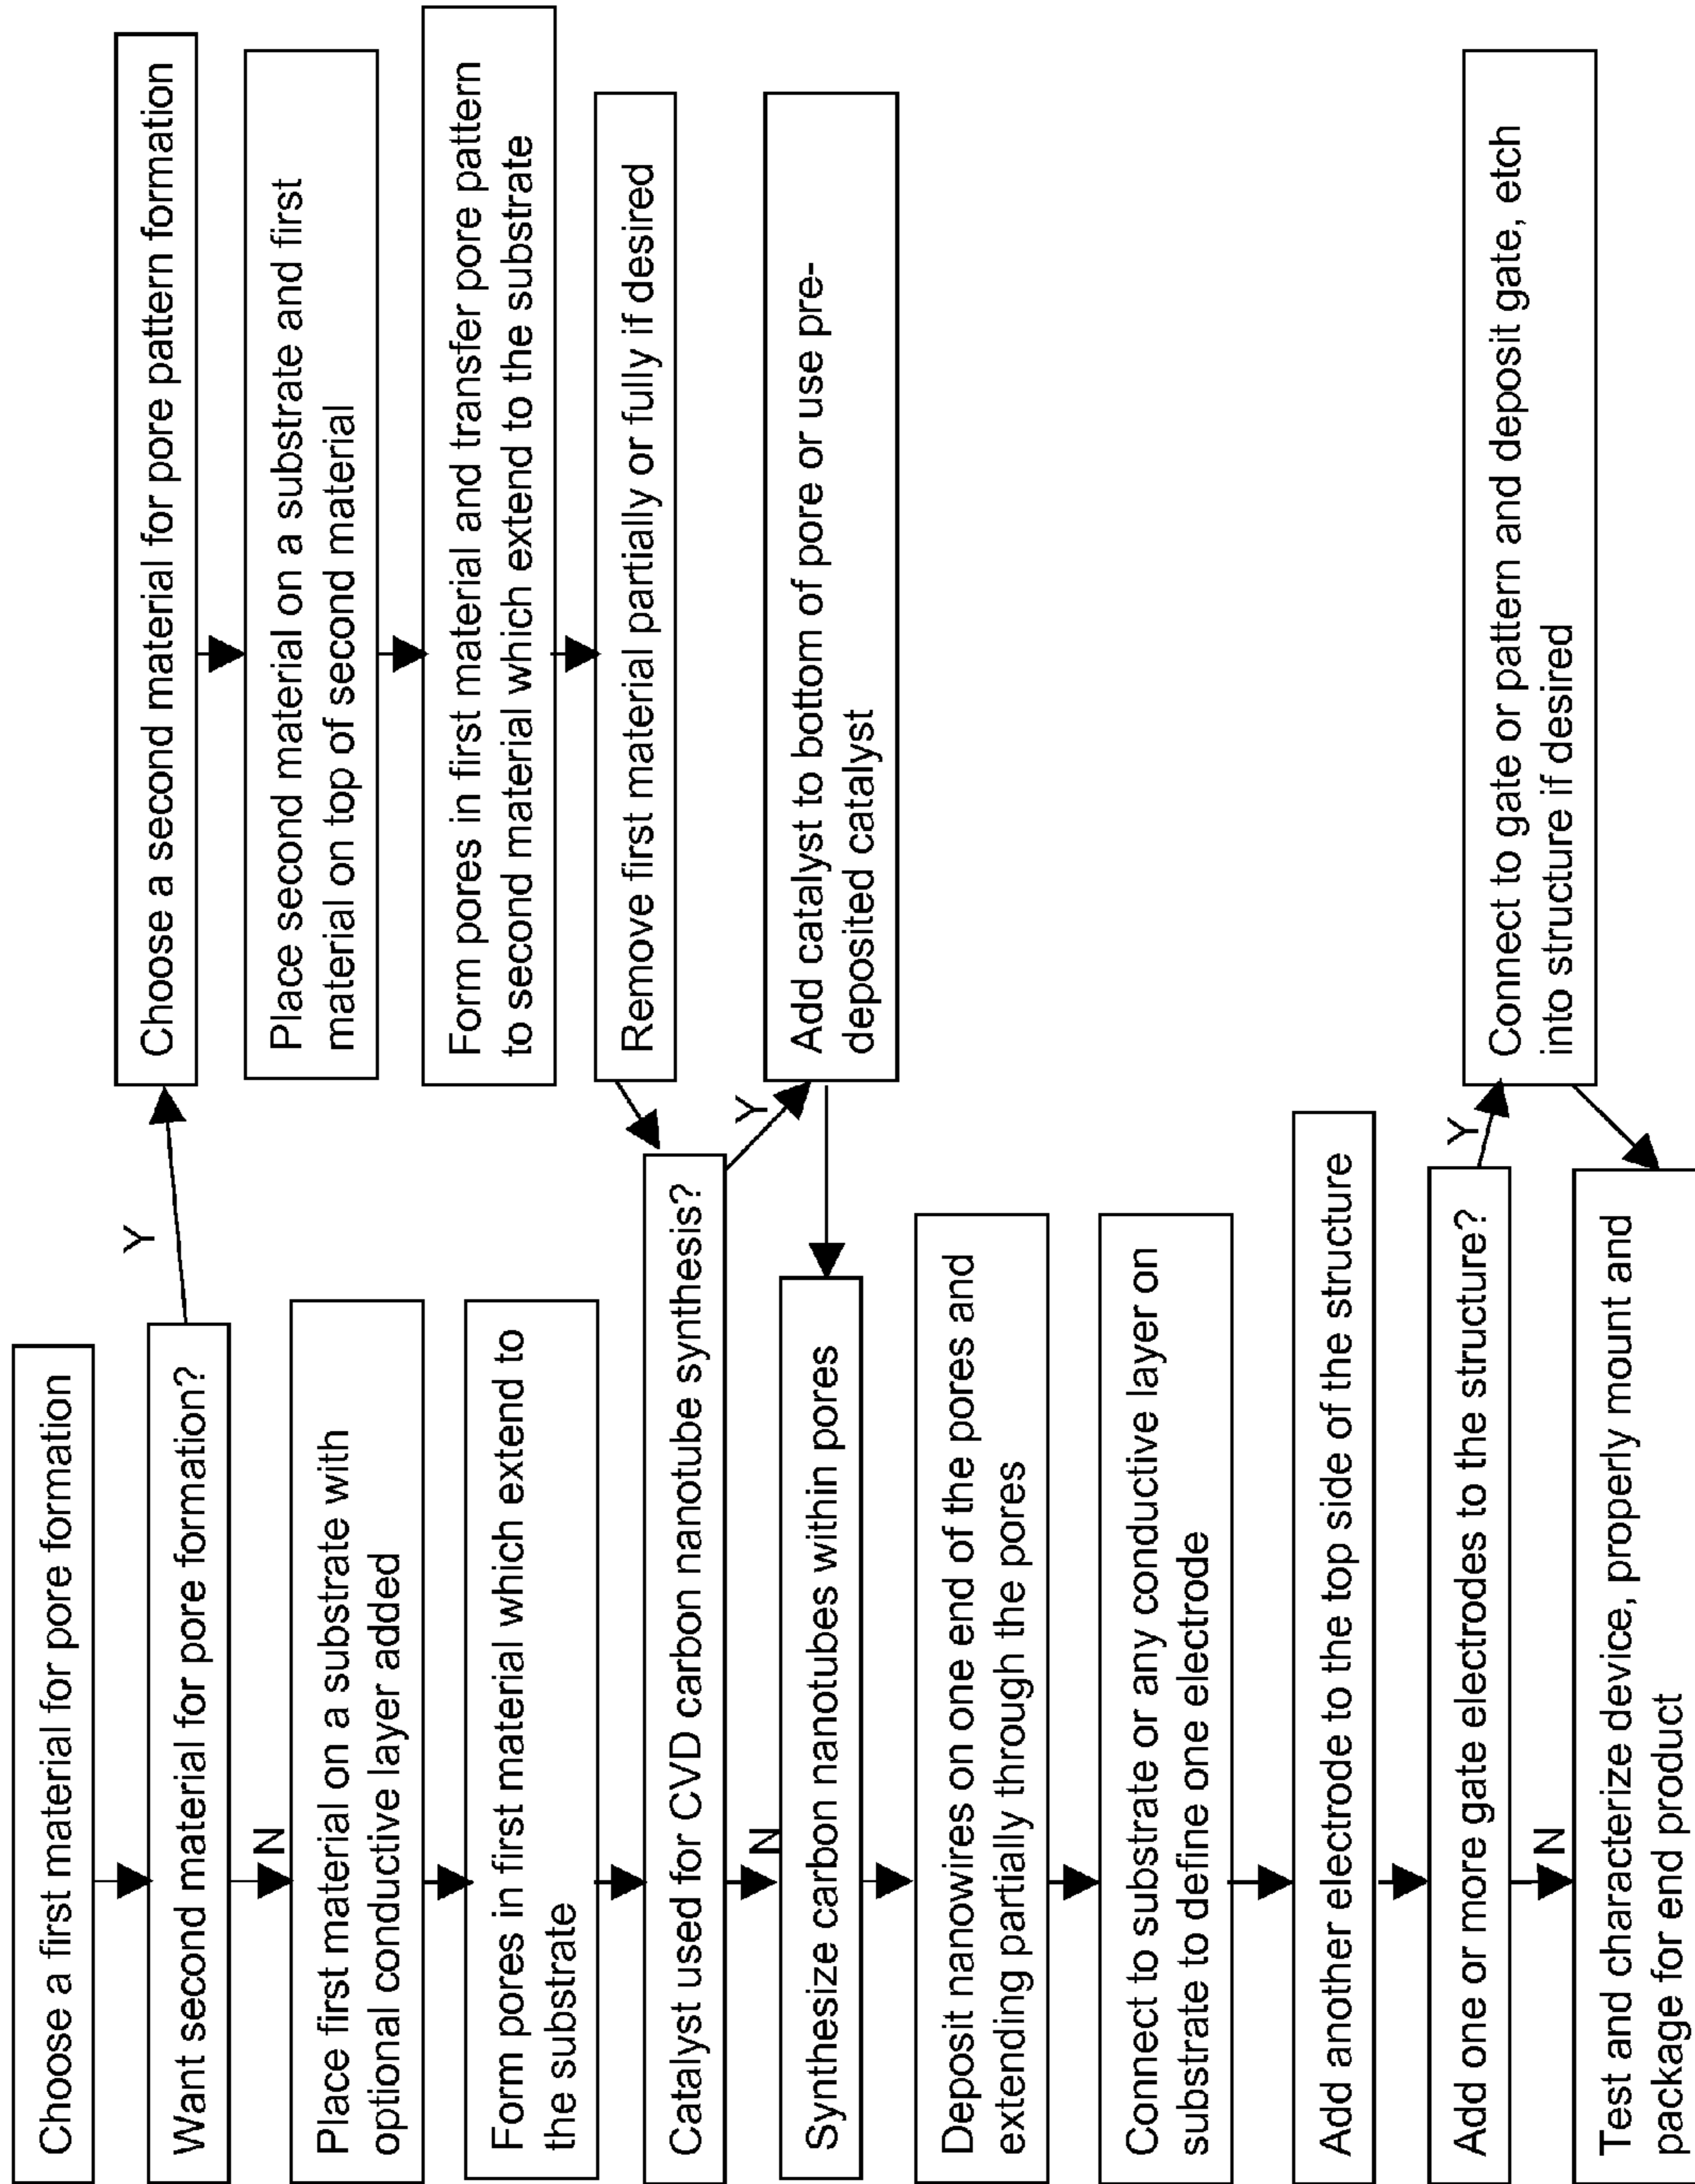 Choose a first material for pore formation
Want second material for pore formation?
Y
Choose a second material for pore pattern formation
Place second material on a substrate and first
material on top of second material
Form pores in first material and transfer pore pattern
to second material which extend to the substrate
Remove first material partially or fully if desired
N
Place first material on a substrate with
optional conductive layer added
Form pores in first material which extend to
the substrate
Catalyst used for CVD carbon nanotube synthesis?
Y
Add catalyst to bottom of pore or use pre-
deposited catalyst
N
Synthesize carbon nanotubes within pores
Deposit nanowires on one end of the pores and
extending partially through the pores
Connect to substrate or any conductive layer on
substrate to define one electrode
Add another electrode to the top side of the structure
Add one or more gate electrodes to the structure?
Y
Connect to gate or pattern and deposit gate, etch
into structure if desired
N
Test and characterize device, properly mount and
package for end product